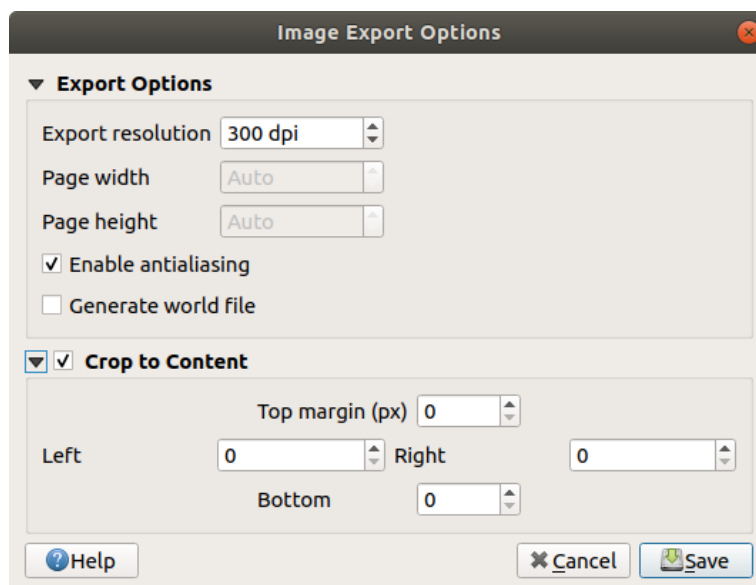 Image Export Options
Export Options
Export resolution 300 dpi
Page width Auto
Page height Auto
Enable antialiasing
Generate world file
Crop to Content
Top margin (px) 0
Left 0 Right 0
Bottom 0
Help Cancel Save